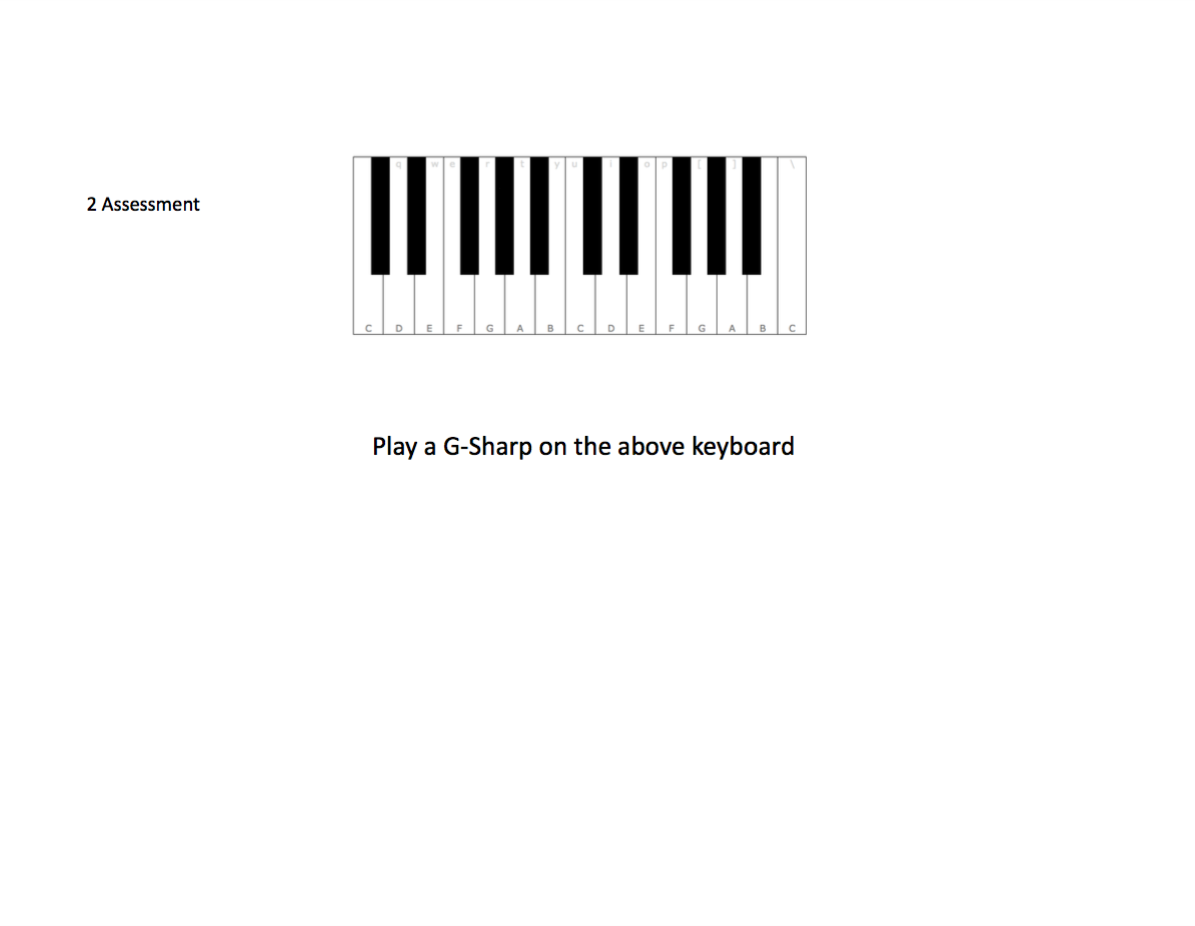 q w e r t y u i o p [ ] \
2 Assessment
C D E F G A B C D E F G A B C
Play a G-Sharp on the above keyboard